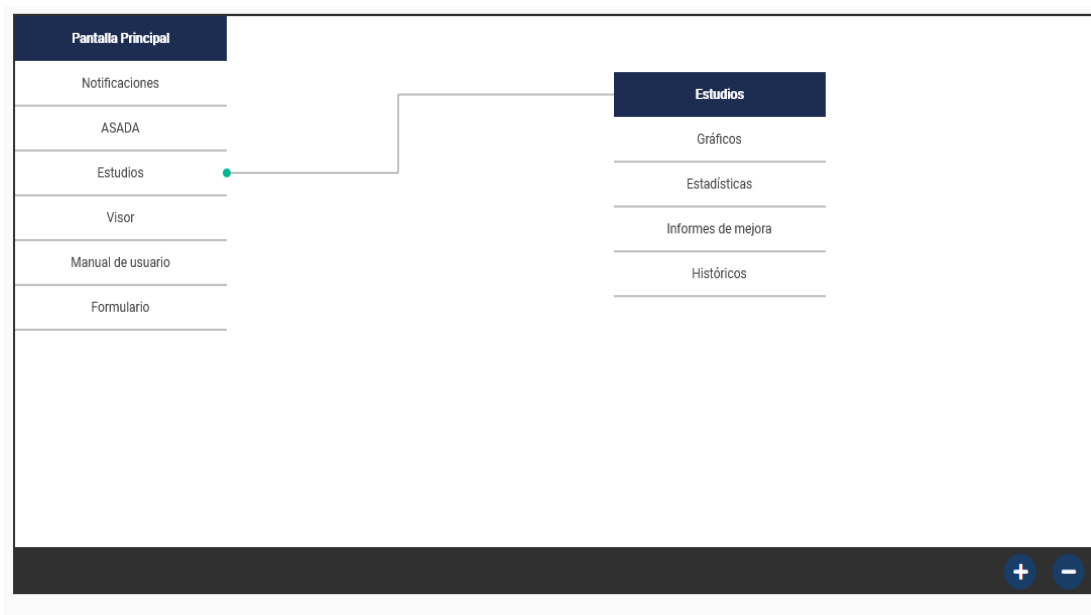 Pantalla Principal
Notificaciones
ASADA
Estudios
Visor
Manual de usuario
Formulario
Estudios
Gráficos
Estadísticas
Informes de mejora
Históricos